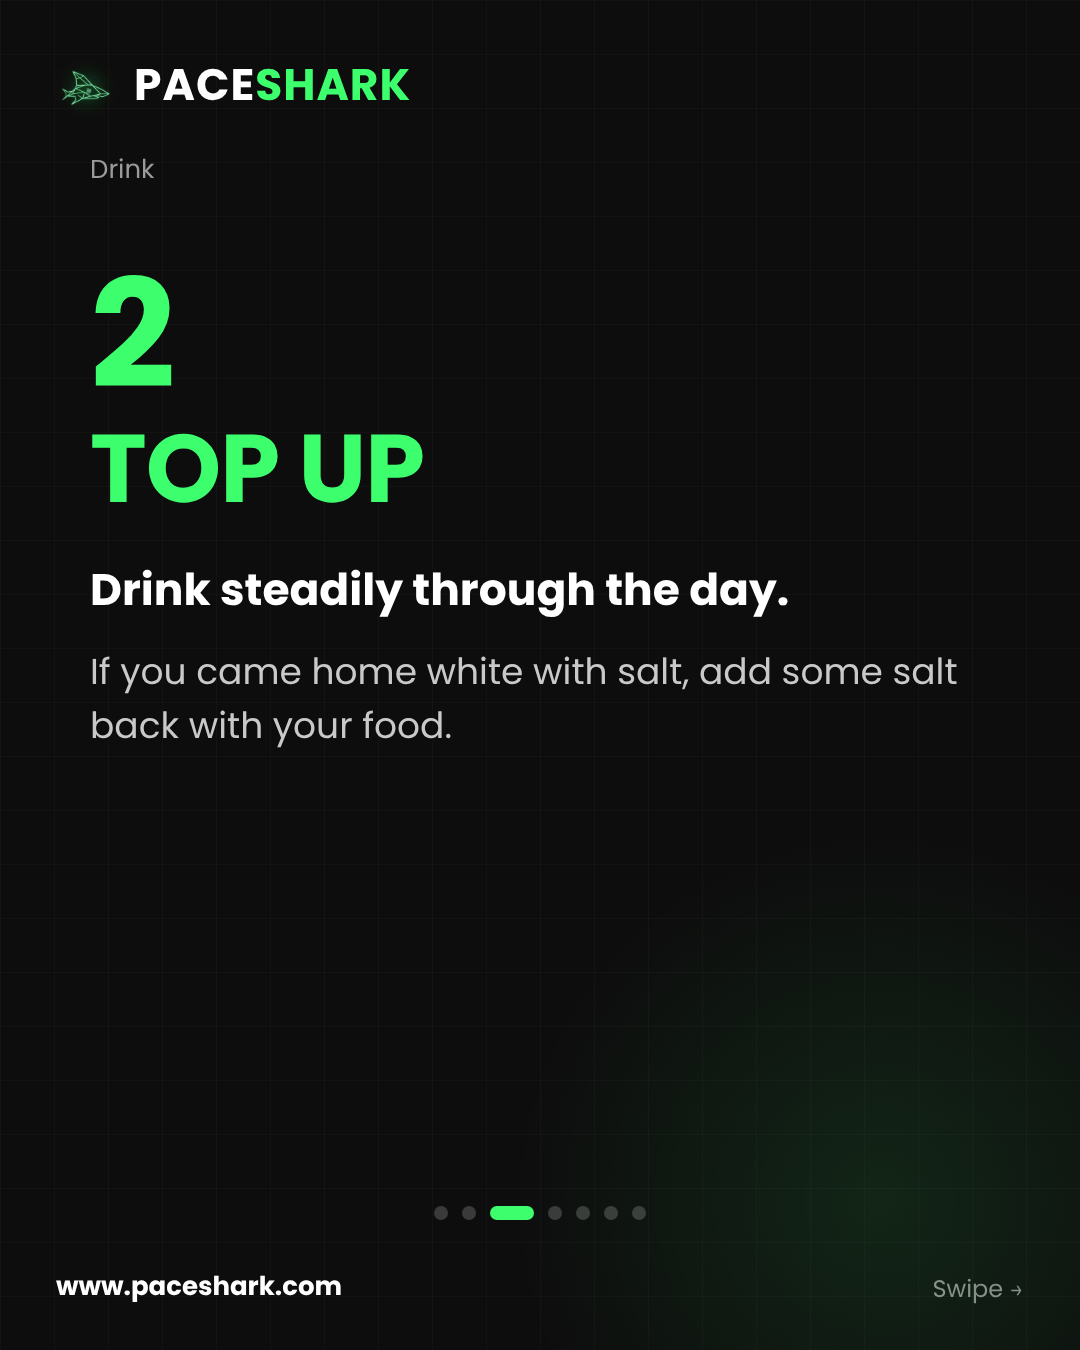 PACESHARK
Drink
2
TOP UP
Drink steadily through the day.
If you came home white with salt, add some salt
back with your food.
www.paceshark.com
Swipe →